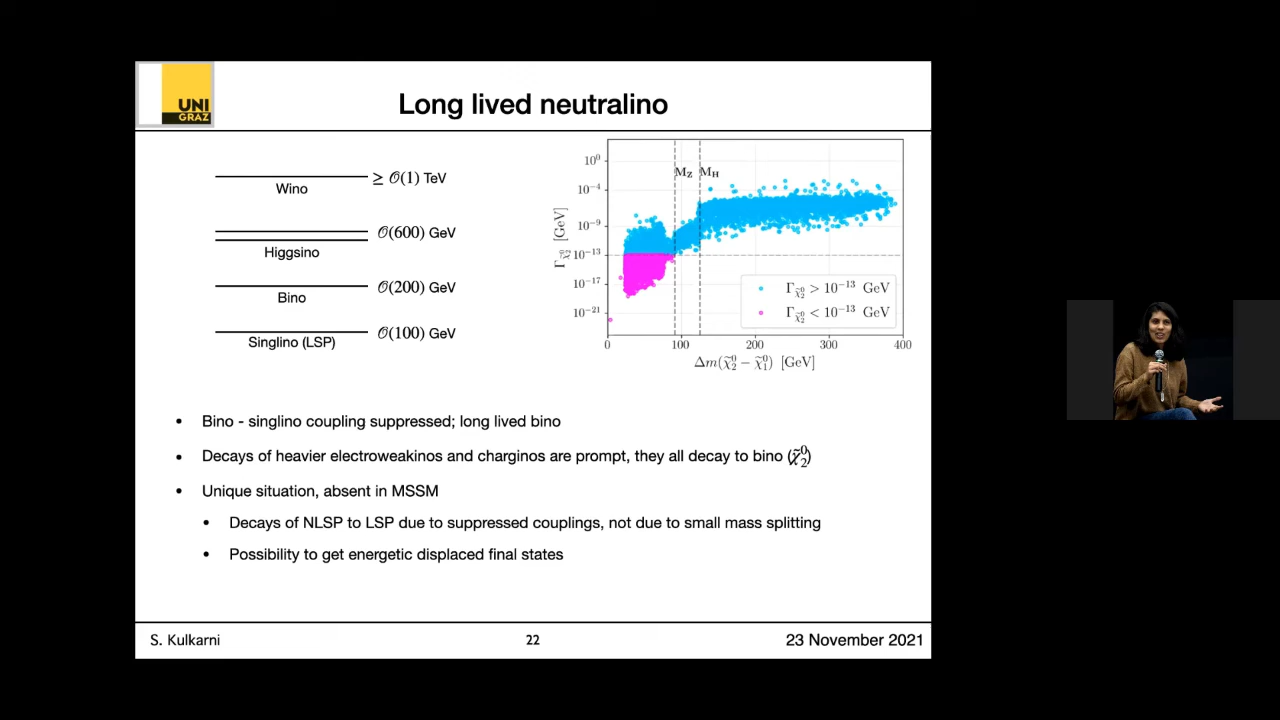 UNI
GRAZ
Long lived neutralino
Wino
≥ 𝒪(1) TeV
Higgsino
𝒪(600) GeV
Bino
𝒪(200) GeV
Singlino (LSP)
𝒪(100) GeV
10⁰
10⁻⁴
10⁻⁹
10⁻¹³
10⁻¹⁷
10⁻²¹
Γ_χ̃₂⁰ [GeV]
M_Z
M_H
Γ_χ̃₂⁰ > 10⁻¹³ GeV
Γ_χ̃₂⁰ < 10⁻¹³ GeV
0 100 200 300 400
Δm(χ̃₂⁰ − χ̃₁⁰) [GeV]
• Bino - singlino coupling suppressed; long lived bino
• Decays of heavier electroweakinos and charginos are prompt, they all decay to bino (χ̃₂⁰)
• Unique situation, absent in MSSM
• Decays of NLSP to LSP due to suppressed couplings, not due to small mass splitting
• Possibility to get energetic displaced final states
S. Kulkarni
22
23 November 2021